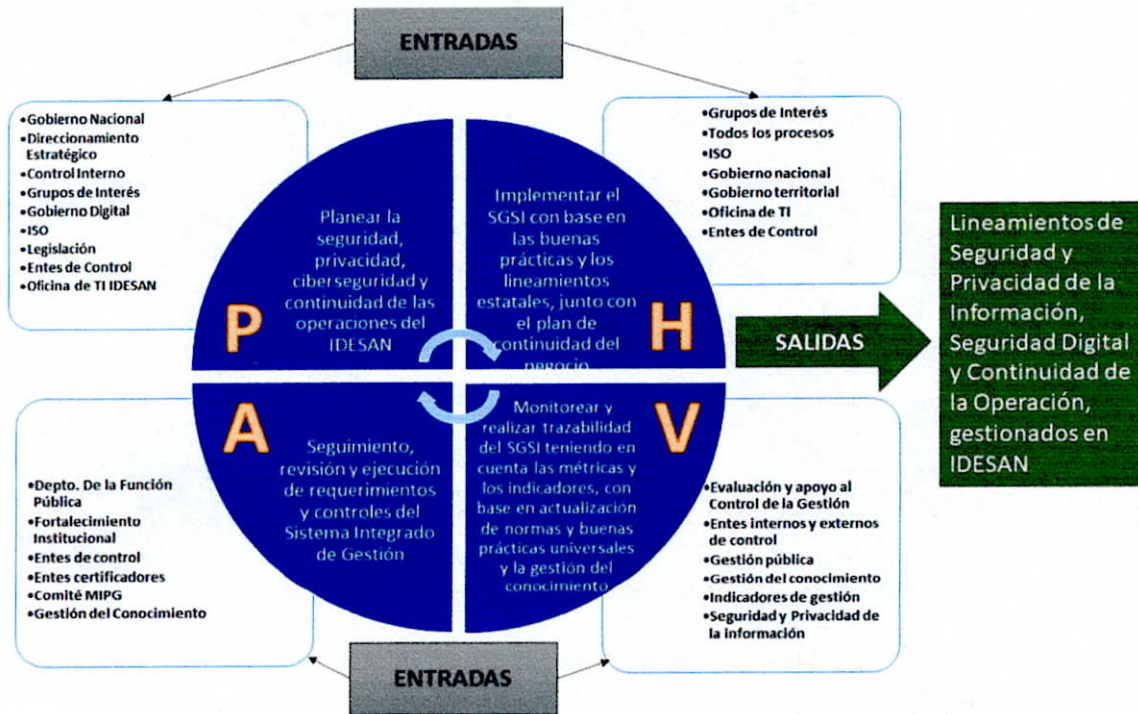 ENTRADAS
•Gobierno Nacional
•Direccionamiento
Estratégico
•Control Interno
•Grupos de Interés
•Gobierno Digital
•ISO
•Legislación
•Entes de Control
•Oficina de TI IDESAN
Planear la
seguridad,
privacidad,
ciberseguridad y
continuidad de las
operaciones del
IDESAN
P
Implementar el
SGSI con base en
las buenas
prácticas y los
lineamientos
estatales, junto con
el plan de
continuidad del
negocio
H
•Grupos de Interés
•Todos los procesos
•ISO
•Gobierno nacional
•Gobierno territorial
•Oficina de TI
•Entes de Control
SALIDAS
Lineamientos de
Seguridad y
Privacidad de la
Información,
Seguridad Digital
y Continuidad de
la Operación,
gestionados en
IDESAN
•Depto. De la Función
Pública
•Fortalecimiento
Institucional
•Entes de control
•Entes certificadores
•Comité MIPG
•Gestión del Conocimiento
A
Seguimiento,
revisión y ejecución
de requerimientos
y controles del
Sistema Integrado
de Gestión
Monitorear y
realizar trazabilidad
del SGSI teniendo en
cuenta las métricas y
los indicadores, con
base en actualización
de normas y buenas
prácticas universales
y la gestión del
conocimiento
V
•Evaluación y apoyo al
Control de la Gestión
•Entes internos y externos
de control
•Gestión pública
•Gestión del conocimiento
•Indicadores de gestión
•Seguridad y Privacidad de
la información
ENTRADAS